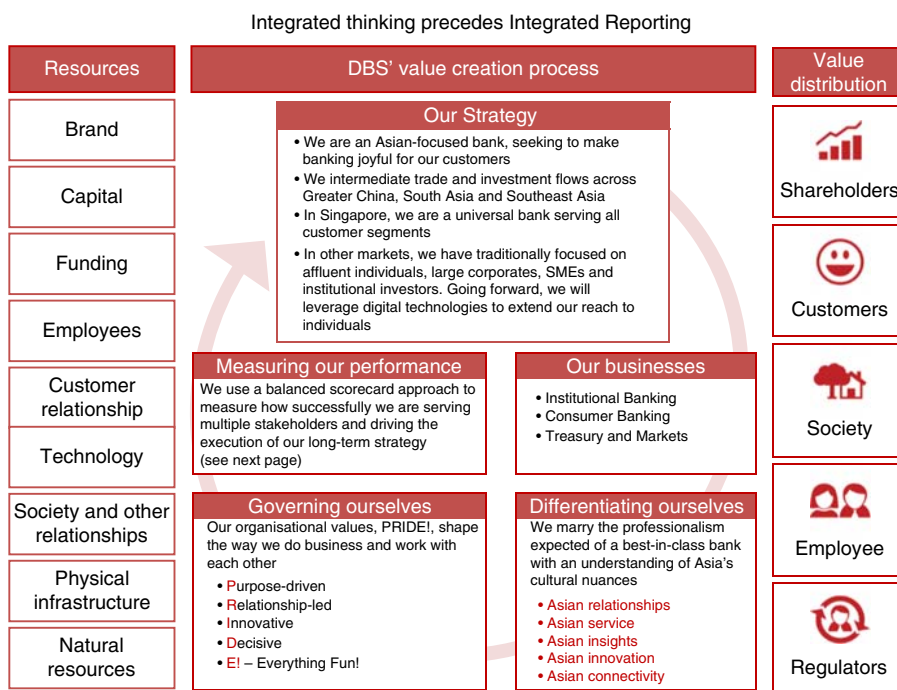 Integrated thinking precedes Integrated Reporting
Resources
Brand
Capital
Funding
Employees
Customer
relationship
Technology
Society and other
relationships
Physical
infrastructure
Natural
resources
DBS' value creation process
Our Strategy
• We are an Asian-focused bank, seeking to make
banking joyful for our customers
• We intermediate trade and investment flows across
Greater China, South Asia and Southeast Asia
• In Singapore, we are a universal bank serving all
customer segments
• In other markets, we have traditionally focused on
affluent individuals, large corporates, SMEs and
institutional investors. Going forward, we will
leverage digital technologies to extend our reach to
individuals
Measuring our performance
We use a balanced scorecard approach to
measure how successfully we are serving
multiple stakeholders and driving the
execution of our long-term strategy
(see next page)
Our businesses
• Institutional Banking
• Consumer Banking
• Treasury and Markets
Governing ourselves
Our organisational values, PRIDE!, shape
the way we do business and work with
each other
• Purpose-driven
• Relationship-led
• Innovative
• Decisive
• E! – Everything Fun!
Differentiating ourselves
We marry the professionalism
expected of a best-in-class bank
with an understanding of Asia's
cultural nuances
• Asian relationships
• Asian service
• Asian insights
• Asian innovation
• Asian connectivity
Value
distribution
Shareholders
Customers
Society
Employee
Regulators